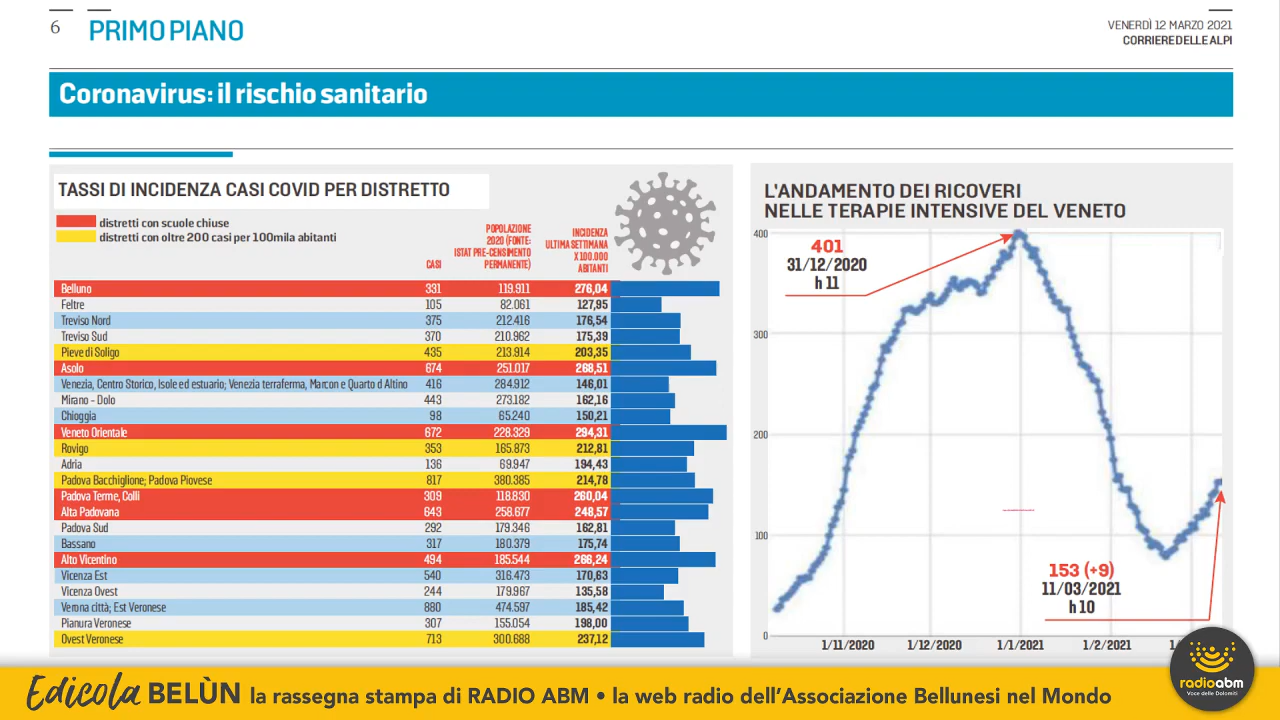 6 PRIMO PIANO
VENERDÌ 12 MARZO 2021
CORRIERE DELLE ALPI
Coronavirus: il rischio sanitario
TASSI DI INCIDENZA CASI COVID PER DISTRETTO
distretti con scuole chiuse
distretti con oltre 200 casi per 100mila abitanti
CASI
POPOLAZIONE
2020 (FONTE:
ISTAT PRE-CENSIMENTO
PERMANENTE)
INCIDENZA
ULTIMA SETTIMANA
X 100.000
ABITANTI
Belluno 331 119.911 276,04
Feltre 105 82.061 127,95
Treviso Nord 375 212.416 176,54
Treviso Sud 370 210.962 175,39
Pieve di Soligo 435 213.914 203,35
Asolo 674 251.017 268,51
Venezia, Centro Storico, Isole ed estuario; Venezia terraferma, Marcon e Quarto d Altino 416 284.912 146,01
Mirano - Dolo 443 273.182 162,16
Chioggia 98 65.240 150,21
Veneto Orientale 672 228.329 294,31
Rovigo 353 165.873 212,81
Adria 136 69.947 194,43
Padova Bacchiglione; Padova Piovese 817 380.385 214,78
Padova Terme, Colli 309 118.830 260,04
Alta Padovana 643 258.677 248,57
Padova Sud 292 179.346 162,81
Bassano 317 180.379 175,74
Alto Vicentino 494 185.544 266,24
Vicenza Est 540 316.473 170,63
Vicenza Ovest 244 179.967 135,58
Verona città; Est Veronese 880 474.597 185,42
Pianura Veronese 307 155.054 198,00
Ovest Veronese 713 300.688 237,12
L'ANDAMENTO DEI RICOVERI
NELLE TERAPIE INTENSIVE DEL VENETO
400
300
200
100
0
401
31/12/2020
h 11
153 (+9)
11/03/2021
h 10
1/11/2020 1/12/2020 1/1/2021 1/2/2021
Edicola BELÙN la rassegna stampa di RADIO ABM • la web radio dell'Associazione Bellunesi nel Mondo
radioabm
Voce delle Dolomiti